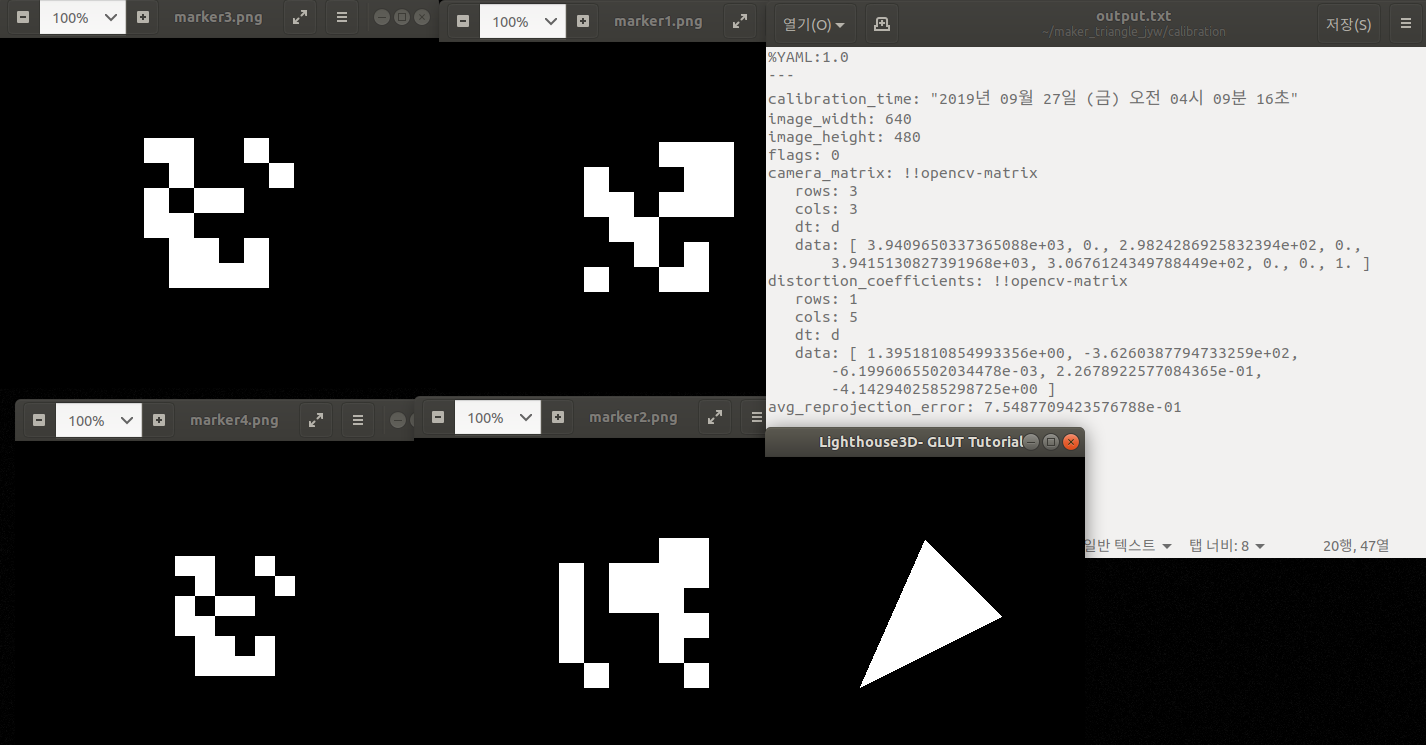 100%
marker3.png
100%
marker1.png
열기(O)
output.txt
~/maker_triangle_jyw/calibration
저장(S)
%YAML:1.0
---
calibration_time: "2019년 09월 27일 (금) 오전 04시 09분 16초"
image_width: 640
image_height: 480
flags: 0
camera_matrix: !!opencv-matrix
   rows: 3
   cols: 3
   dt: d
   data: [ 3.9409650337365088e+03, 0., 2.9824286925832394e+02, 0.,
       3.9415130827391968e+03, 3.0676124349788449e+02, 0., 0., 1. ]
distortion_coefficients: !!opencv-matrix
   rows: 1
   cols: 5
   dt: d
   data: [ 1.3951810854993356e+00, -3.6260387794733259e+02,
       -6.1996065502034478e-03, 2.2678922577084365e-01,
       -4.1429402585298725e+00 ]
avg_reprojection_error: 7.5487709423576788e-01
100%
marker4.png
100%
marker2.png
Lighthouse3D- GLUT Tutorial
일반 텍스트
탭 너비: 8
20행, 47열